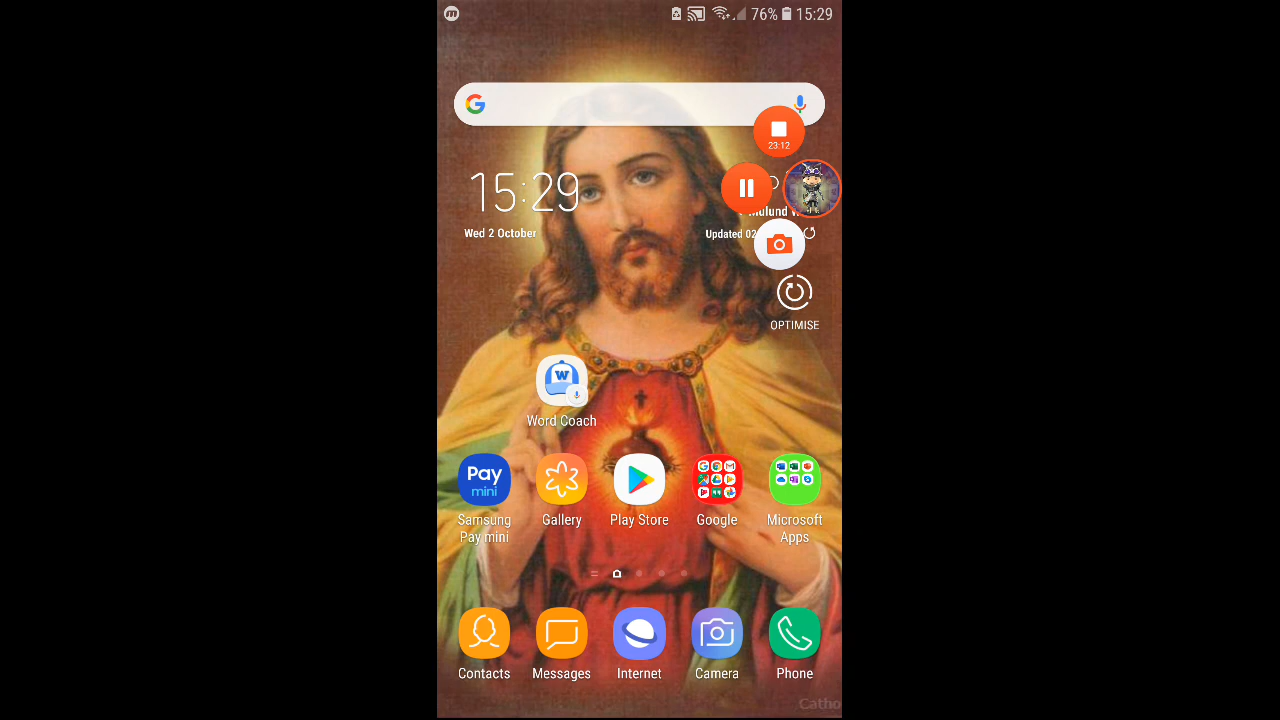 76% 15:29
23:12
15:29
Mulund W
Wed 2 October
Updated 02
OPTIMISE
W
Word Coach
Pay
mini
Samsung
Pay mini
Gallery
Play Store
Google
Microsoft
Apps
Contacts
Messages
Internet
Camera
Phone
Catho